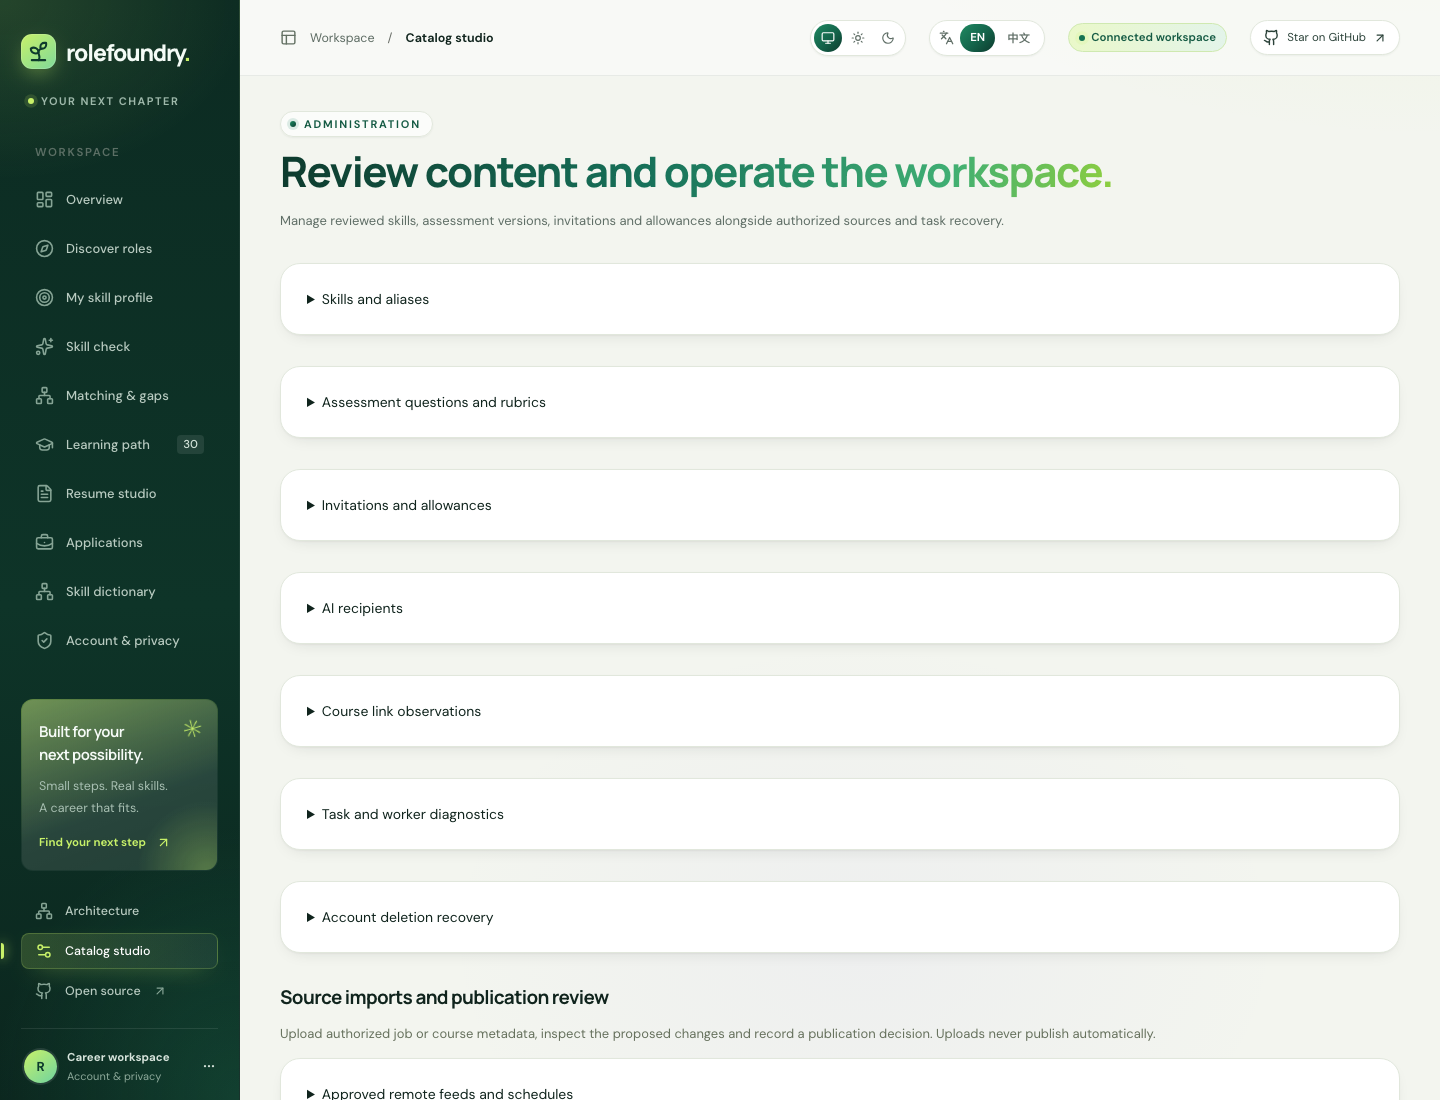 rolefoundry.
YOUR NEXT CHAPTER
WORKSPACE
Overview
Discover roles
My skill profile
Skill check
Matching & gaps
Learning path 30
Resume studio
Applications
Skill dictionary
Account & privacy
Built for your
next possibility.
Small steps. Real skills.
A career that fits.
Find your next step
Architecture
Catalog studio
Open source
R
Career workspace
Account & privacy
Workspace / Catalog studio
EN 中文
Connected workspace
Star on GitHub
ADMINISTRATION
Review content and operate the workspace.
Manage reviewed skills, assessment versions, invitations and allowances alongside authorized sources and task recovery.
Skills and aliases
Assessment questions and rubrics
Invitations and allowances
AI recipients
Course link observations
Task and worker diagnostics
Account deletion recovery
Source imports and publication review
Upload authorized job or course metadata, inspect the proposed changes and record a publication decision. Uploads never publish automatically.
Approved remote feeds and schedules